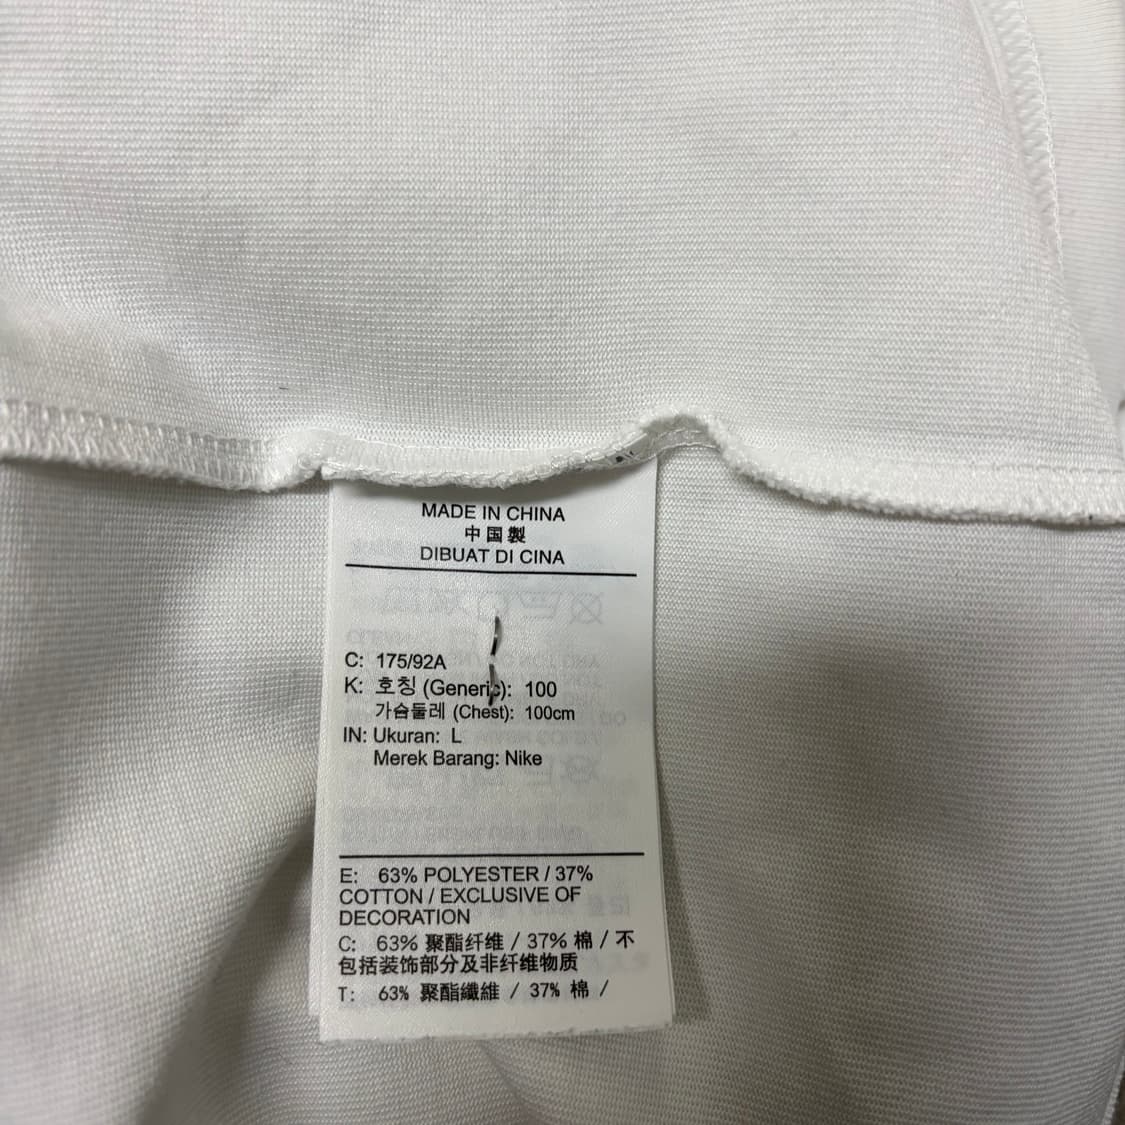 MADE IN CHINA
中国製
DIBUAT DI CINA
C: 175/92A
K: 호칭 (Generic): 100
가슴둘레 (Chest): 100cm
IN: Ukuran: L
Merek Barang: Nike
E: 63% POLYESTER / 37%
COTTON / EXCLUSIVE OF
DECORATION
C: 63% 聚酯纤维 / 37% 棉 / 不
包括装饰部分及非纤维物质
T: 63% 聚酯纖維 / 37% 棉 /